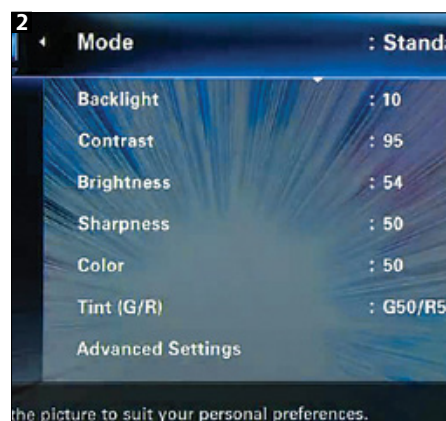 2
Mode : Standa
Backlight : 10
Contrast : 95
Brightness : 54
Sharpness : 50
Color : 50
Tint (G/R) : G50/R5
Advanced Settings
the picture to suit your personal preferences.